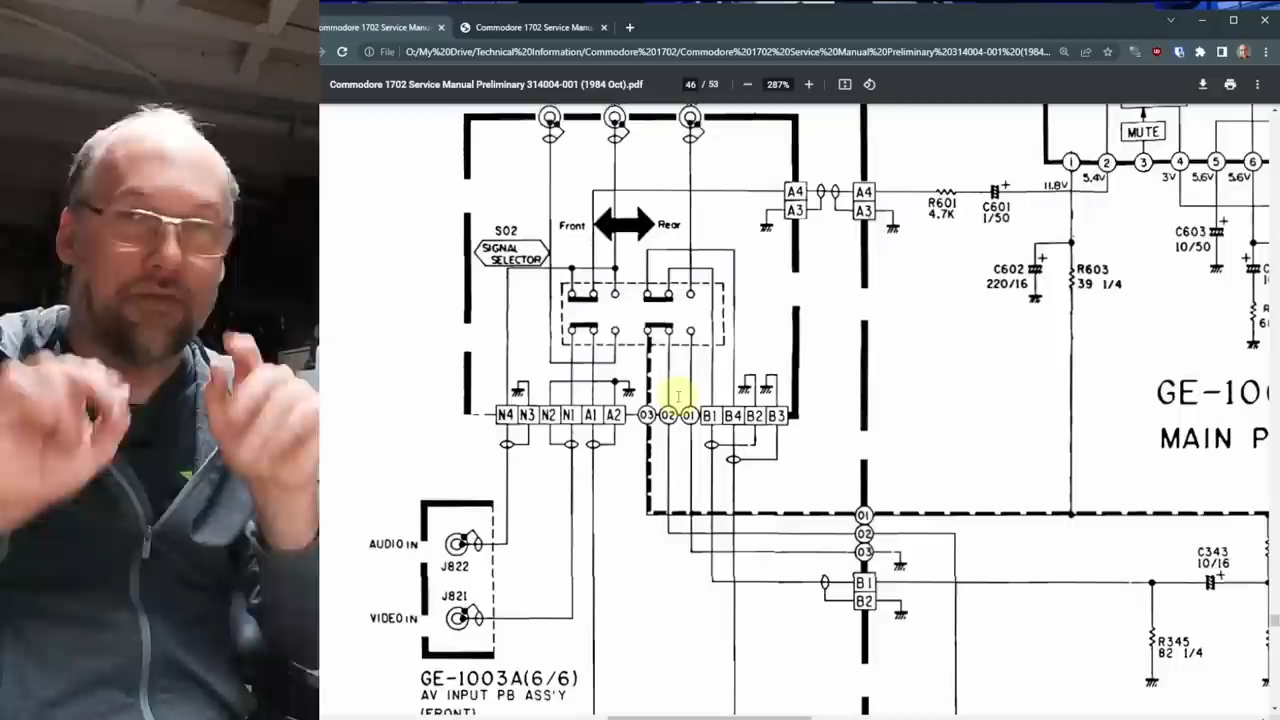 ommodore 1702 Service Manu
Commodore 1702 Service Manu
File
O:/My%20Drive/Technical%20Information/Commodore%201702/Commodore%201702%20Service%20Manual%20Preliminary%20314004-001%20(1984...
Commodore 1702 Service Manual Preliminary 314004-001 (1984 Oct).pdf
46 / 53
287%
MUTE
1 2 3 4 5 6
11.8V 5.4V 3V 5.6V 5.6V
A4 A4
A3 A3
R601
4.7K
C601
1/50
Front Rear
S02
SIGNAL
SELECTOR
C603
10/50
C602
220/16
R603
39 1/4
GE-100
MAIN P
N4 N3 N2 N1 A1 A2 03 02 01 B1 B4 B2 B3
01
02
03
AUDIO IN
J822
J821
VIDEO IN
B1
B2
C343
10/16
R345
82 1/4
GE-1003A(6/6)
AV INPUT PB ASS'Y
(FRONT)